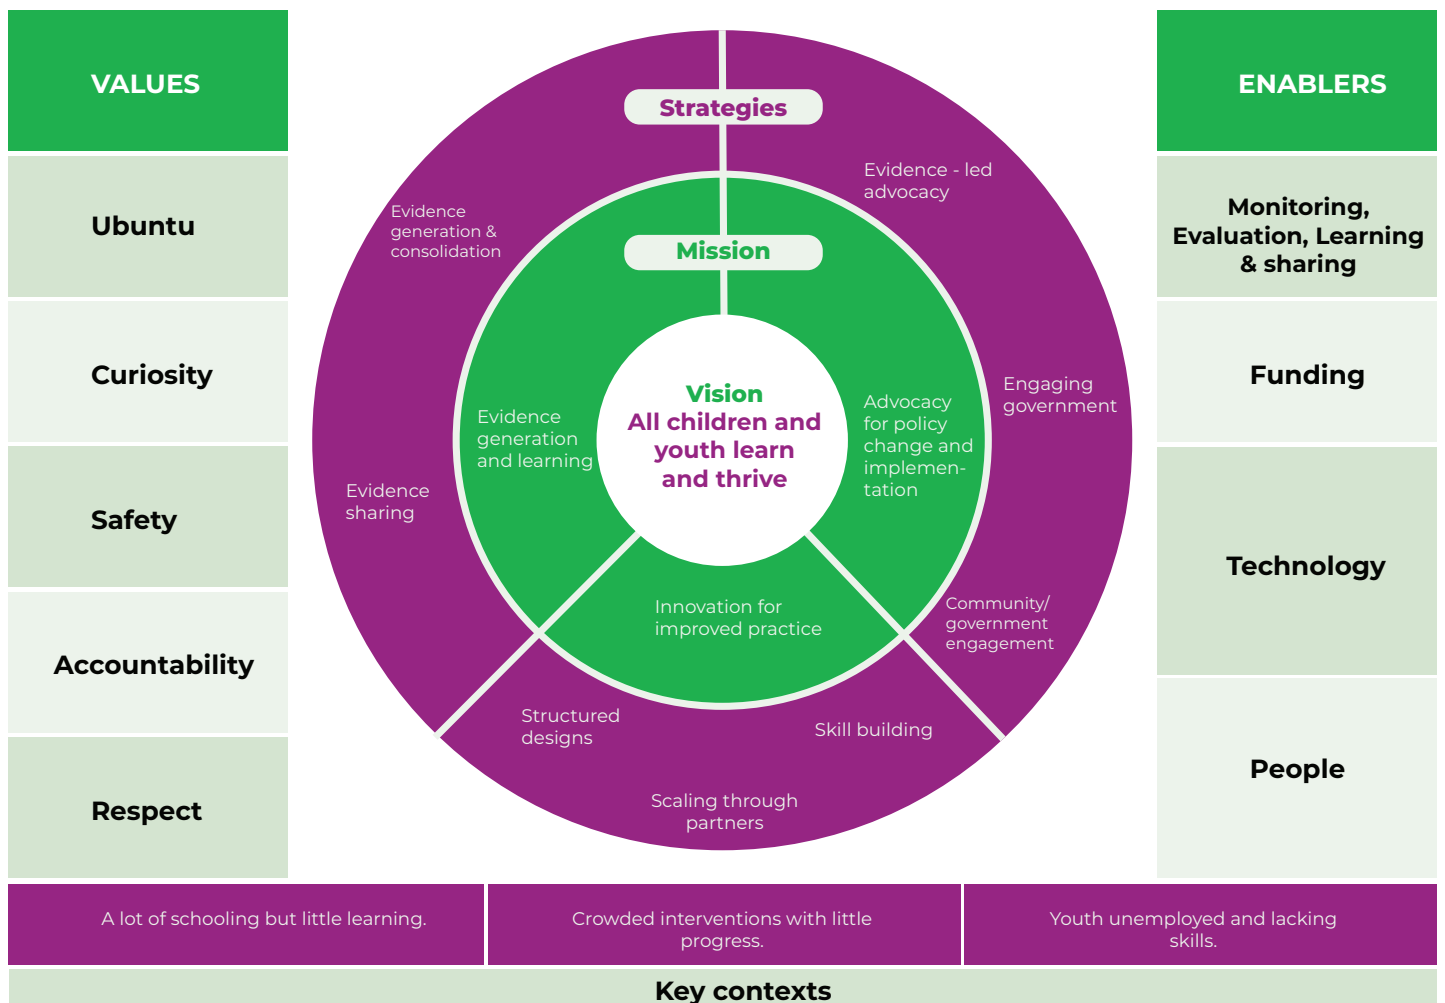 VALUES
Ubuntu
Curiosity
Safety
Accountability
Respect
Strategies
Evidence
generation &
consolidation
Evidence
sharing
Evidence - led
advocacy
Engaging
government
Community/
government
engagement
Structured
designs
Skill building
Scaling through
partners
Mission
Evidence
generation
and learning
Advocacy
for policy
change and
implemen-
tation
Innovation for
improved practice
Vision
All children and
youth learn
and thrive
ENABLERS
Monitoring,
Evaluation, Learning
& sharing
Funding
Technology
People
A lot of schooling but little learning.
Crowded interventions with little
progress.
Youth unemployed and lacking
skills.
Key contexts